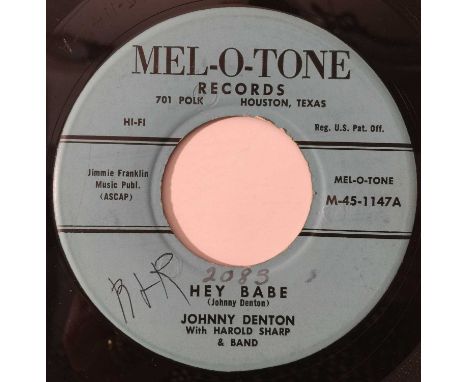 MEL-O-TONE
RECORDS
701 POLK HOUSTON, TEXAS
HI-FI
Reg. U.S. Pat. Off.
Jimmie Franklin
Music Publ.
(ASCAP)
MEL-O-TONE
M-45-1147A
2083
HEY BABE
(Johnny Denton)
JOHNNY DENTON
With HAROLD SHARP
& BAND